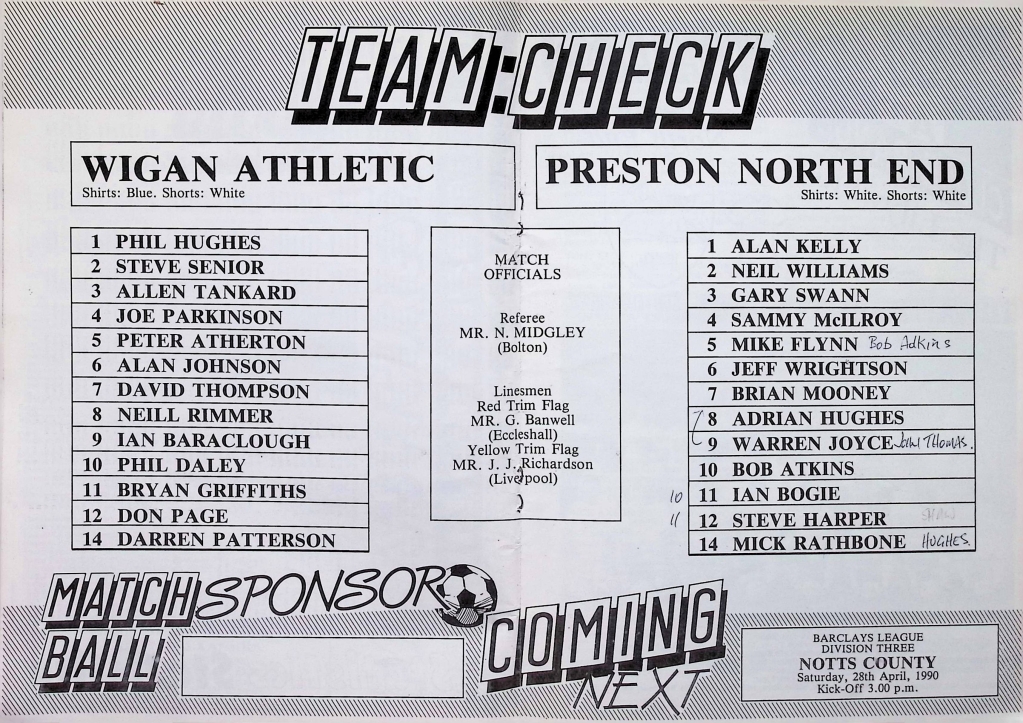 TEAM:CHECK
WIGAN ATHLETIC
Shirts: Blue. Shorts: White
1 PHIL HUGHES
2 STEVE SENIOR
3 ALLEN TANKARD
4 JOE PARKINSON
5 PETER ATHERTON
6 ALAN JOHNSON
7 DAVID THOMPSON
8 NEILL RIMMER
9 IAN BARACLOUGH
10 PHIL DALEY
11 BRYAN GRIFFITHS
12 DON PAGE
14 DARREN PATTERSON
MATCH
OFFICIALS
Referee
MR. N. MIDGLEY
(Bolton)
Linesmen
Red Trim Flag
MR. G. Banwell
(Eccleshall)
Yellow Trim Flag
MR. J. J. Richardson
(Liverpool)
PRESTON NORTH END
Shirts: White. Shorts: White
1 ALAN KELLY
2 NEIL WILLIAMS
3 GARY SWANN
4 SAMMY McILROY
5 MIKE FLYNN Bob Adkins
6 JEFF WRIGHTSON
7 BRIAN MOONEY
8 ADRIAN HUGHES
9 WARREN JOYCE John THOMAS.
10 BOB ATKINS
10 11 IAN BOGIE
11 12 STEVE HARPER SHAW
14 MICK RATHBONE HUGHES.
MATCH
BALL
SPONSOR
COMING
NEXT
BARCLAYS LEAGUE
DIVISION THREE
NOTTS COUNTY
Saturday, 28th April, 1990
Kick-Off 3.00 p.m.